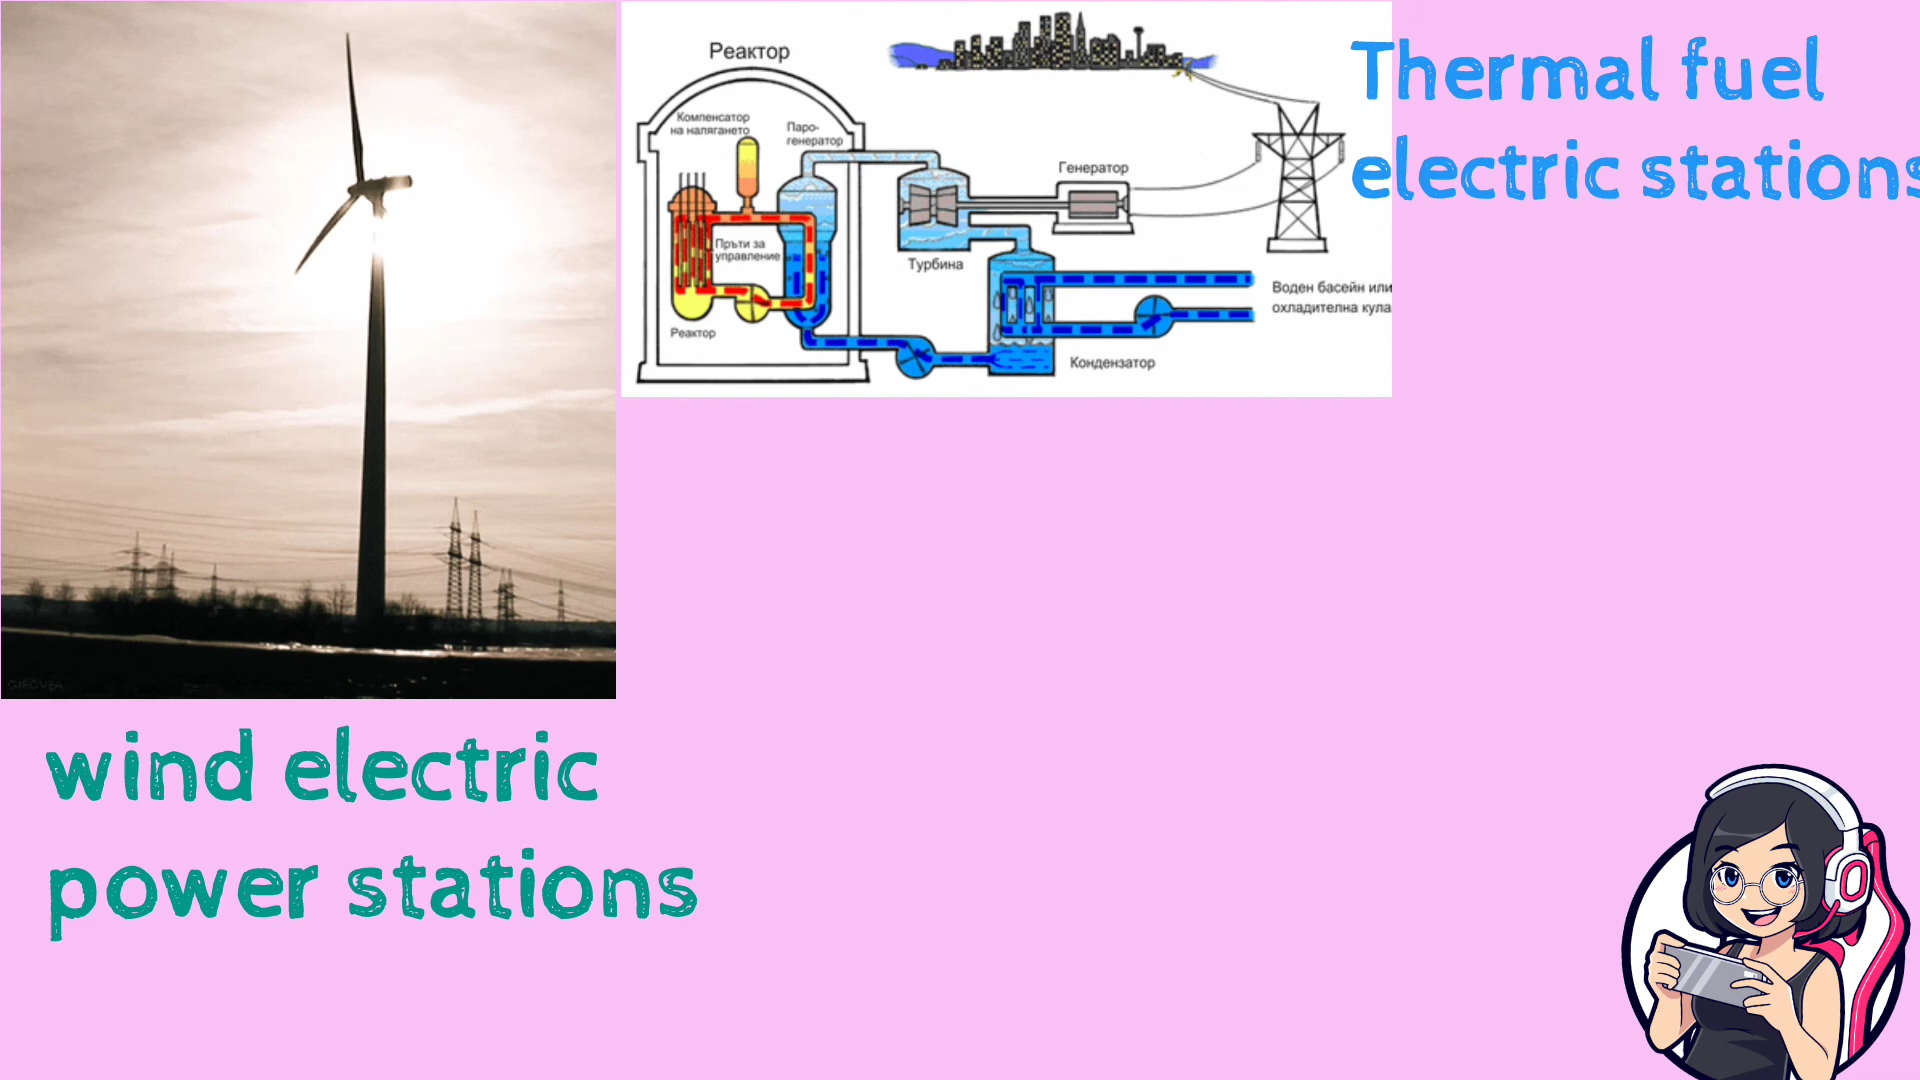 Реактор
Компенсатор
на налягането
Паро-
генератор
Генератор
Пръти за
управление
Турбина
Воден басейн или
охладителна кула
Реактор
Кондензатор
Thermal fuel
electric stations
wind electric
power stations